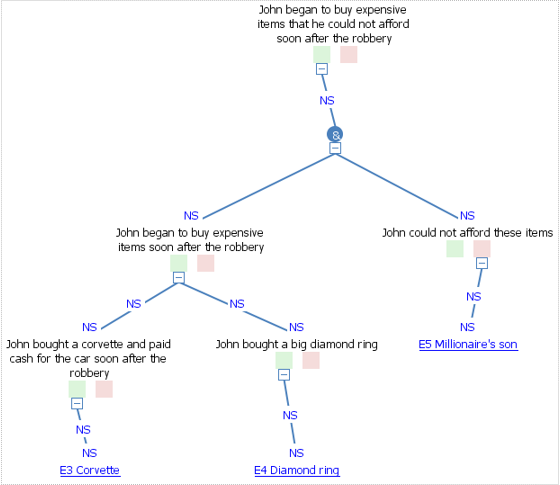 John began to buy expensive
items that he could not afford
soon after the robbery
NS
&
NS
NS
John began to buy expensive
items soon after the robbery
John could not afford these items
NS
NS
NS
NS
NS
NS
John bought a corvette and paid
cash for the car soon after the
robbery
John bought a big diamond ring
E5 Millionaire's son
NS
NS
NS
NS
E3 Corvette
E4 Diamond ring